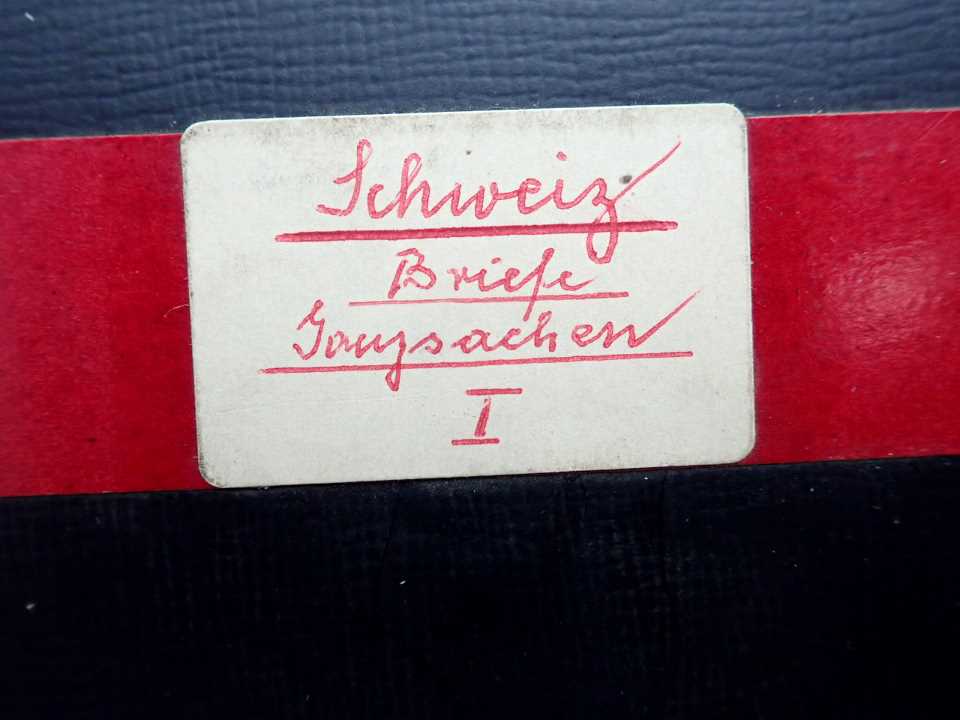 Schweiz
Briefe
Ganzsachen
I